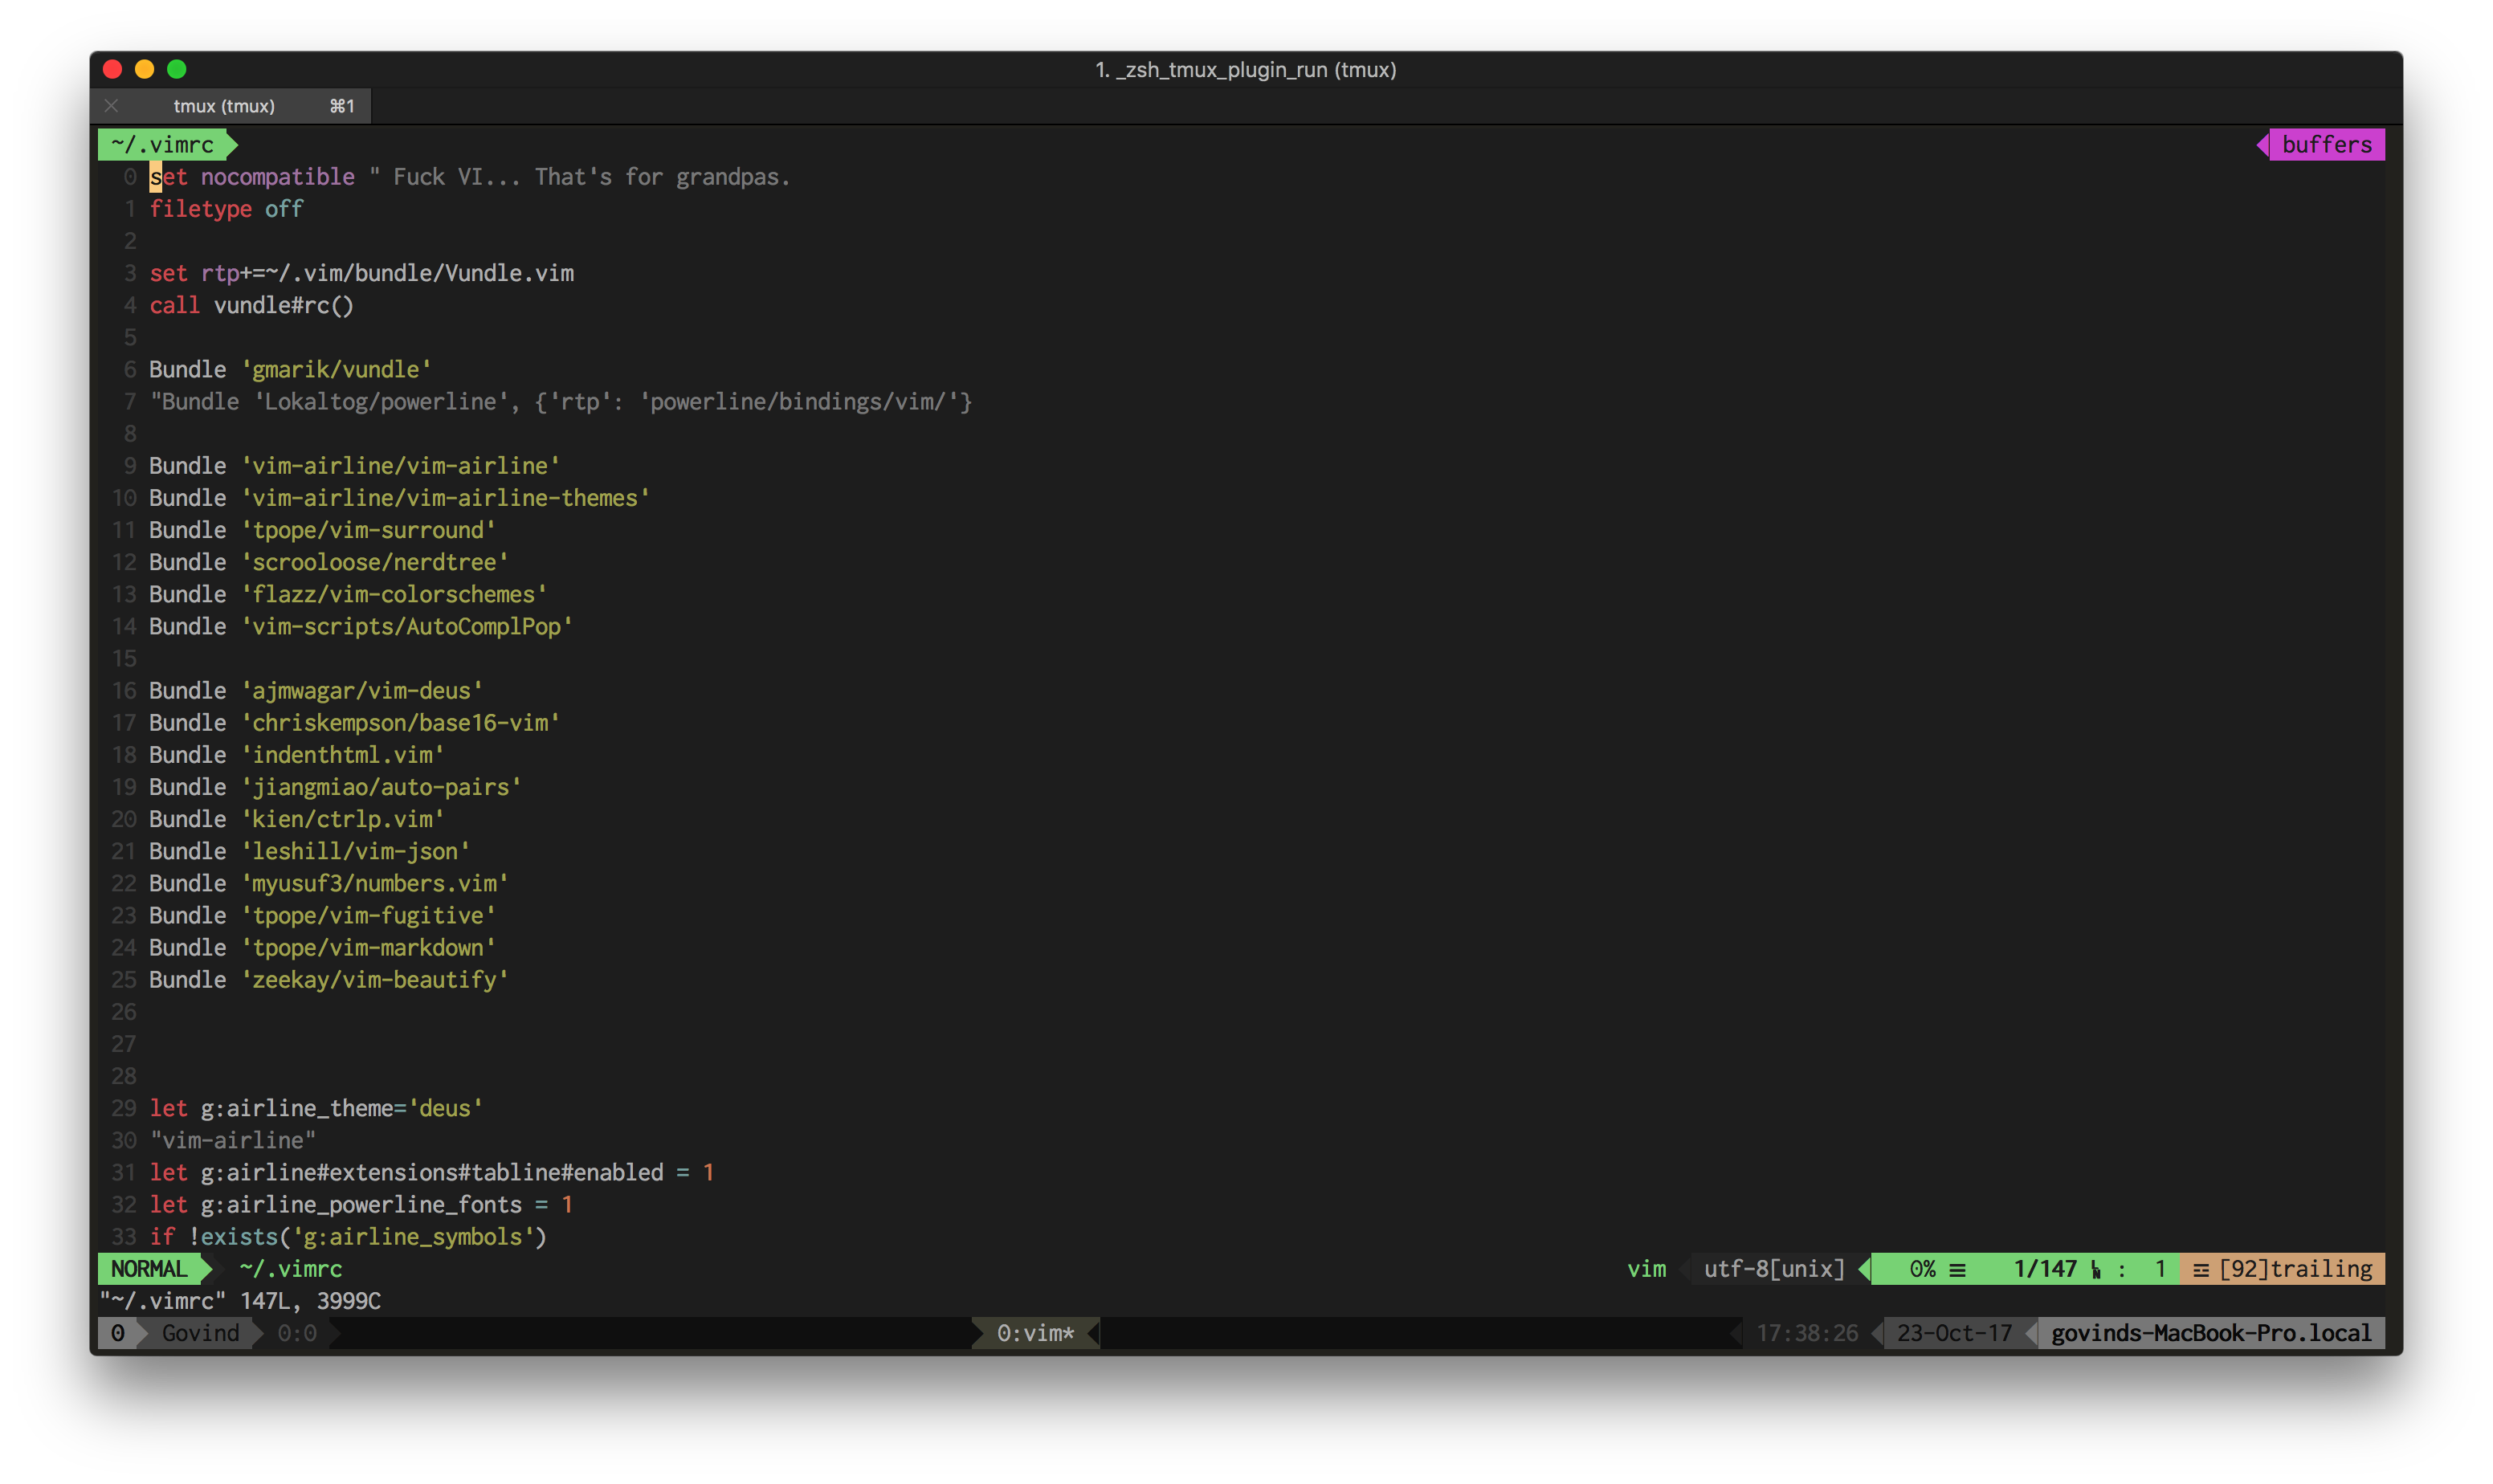 1. _zsh_tmux_plugin_run (tmux)
tmux (tmux) ⌘1
~/.vimrc buffers
0 set nocompatible " Fuck VI... That's for grandpas.
1 filetype off
2
3 set rtp+=~/.vim/bundle/Vundle.vim
4 call vundle#rc()
5
6 Bundle 'gmarik/vundle'
7 "Bundle 'Lokaltog/powerline', {'rtp': 'powerline/bindings/vim/'}
8
9 Bundle 'vim-airline/vim-airline'
10 Bundle 'vim-airline/vim-airline-themes'
11 Bundle 'tpope/vim-surround'
12 Bundle 'scrooloose/nerdtree'
13 Bundle 'flazz/vim-colorschemes'
14 Bundle 'vim-scripts/AutoComplPop'
15
16 Bundle 'ajmwagar/vim-deus'
17 Bundle 'chriskempson/base16-vim'
18 Bundle 'indenthtml.vim'
19 Bundle 'jiangmiao/auto-pairs'
20 Bundle 'kien/ctrlp.vim'
21 Bundle 'leshill/vim-json'
22 Bundle 'myusuf3/numbers.vim'
23 Bundle 'tpope/vim-fugitive'
24 Bundle 'tpope/vim-markdown'
25 Bundle 'zeekay/vim-beautify'
26
27
28
29 let g:airline_theme='deus'
30 "vim-airline"
31 let g:airline#extensions#tabline#enabled = 1
32 let g:airline_powerline_fonts = 1
33 if !exists('g:airline_symbols')
NORMAL ~/.vimrc vim utf-8[unix] 0% ≡ 1/147 ㏑ : 1 ☲ [92]trailing
"~/.vimrc" 147L, 3999C
0 Govind 0:0 0:vim* 17:38:26 23-Oct-17 govinds-MacBook-Pro.local